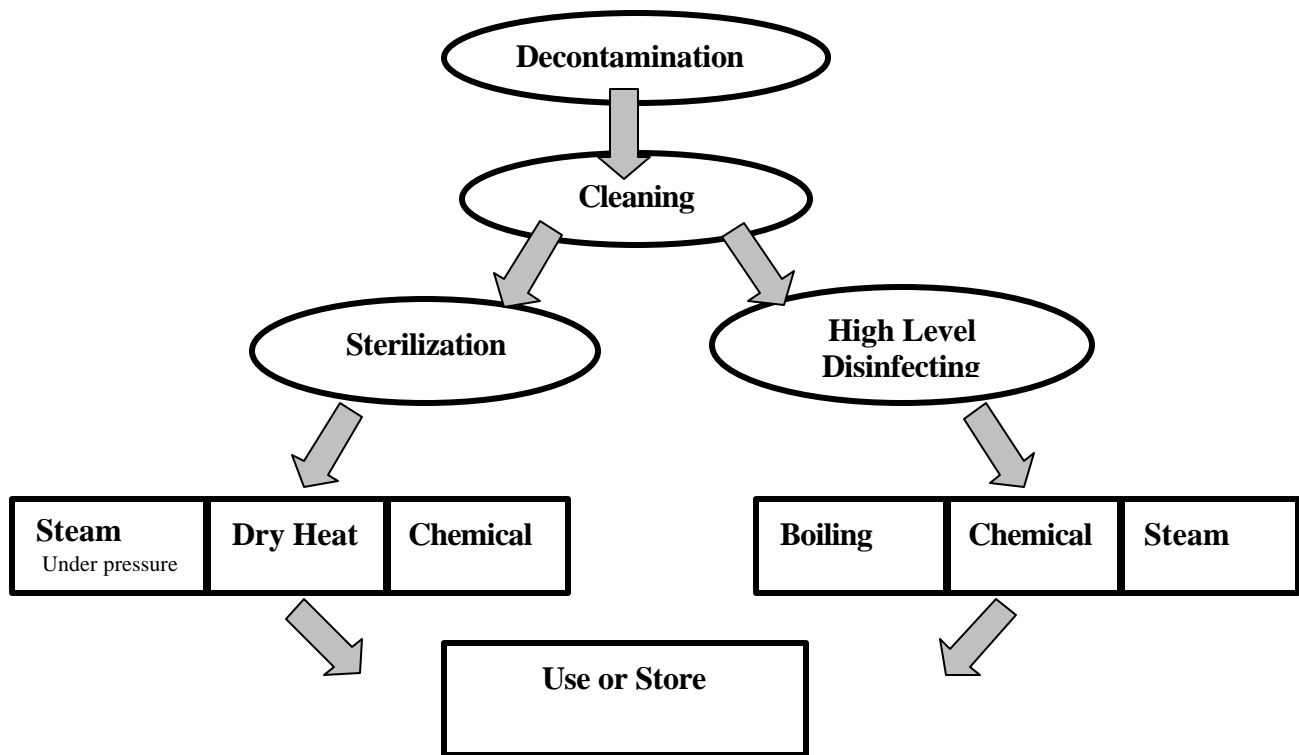 Decontamination
Cleaning
Sterilization
High Level
Disinfecting
Steam
Under pressure
Dry Heat
Chemical
Boiling
Chemical
Steam
Use or Store